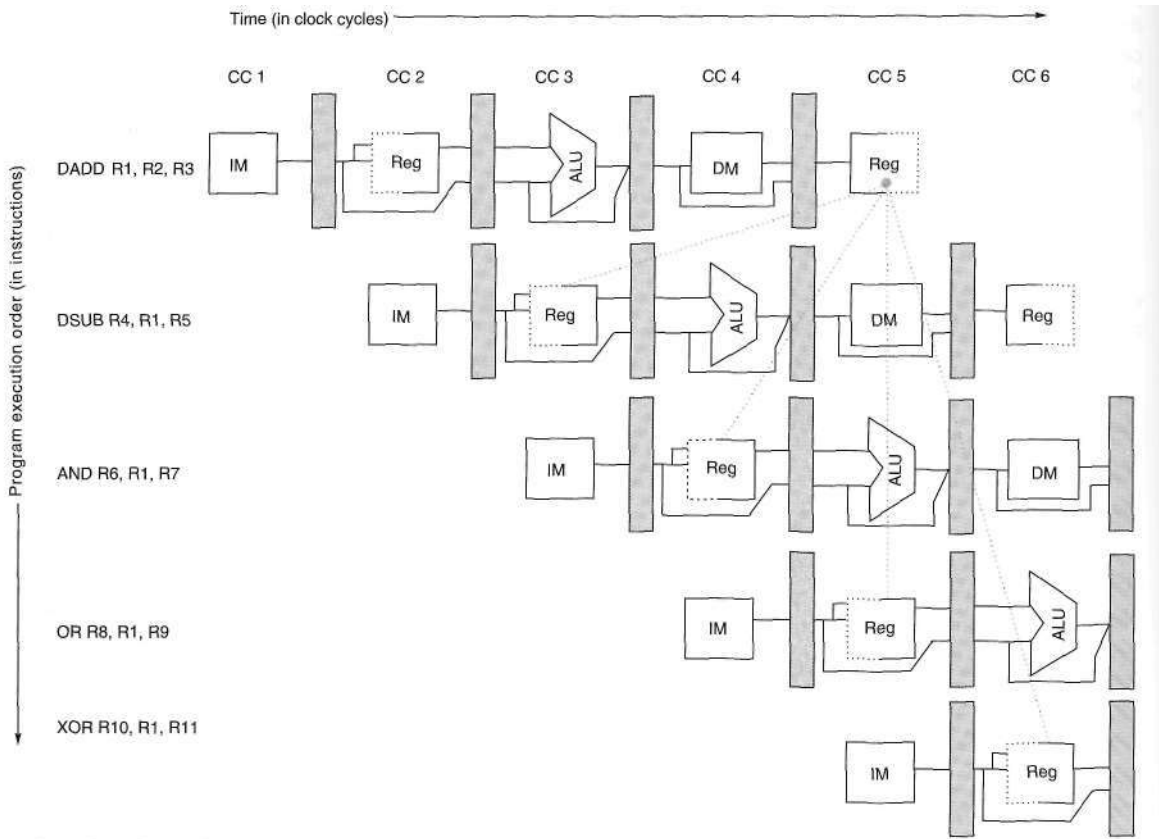 Time (in clock cycles)
CC 1 CC 2 CC 3 CC 4 CC 5 CC 6
Program execution order (in instructions)
DADD R1, R2, R3
IM Reg ALU DM Reg
DSUB R4, R1, R5
IM Reg ALU DM Reg
AND R6, R1, R7
IM Reg ALU DM
OR R8, R1, R9
IM Reg ALU
XOR R10, R1, R11
IM Reg